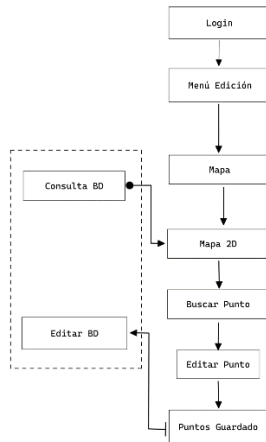 Login
Menú Edición
Mapa
Consulta BD
Mapa 2D
Buscar Punto
Editar BD
Editar Punto
Puntos Guardado